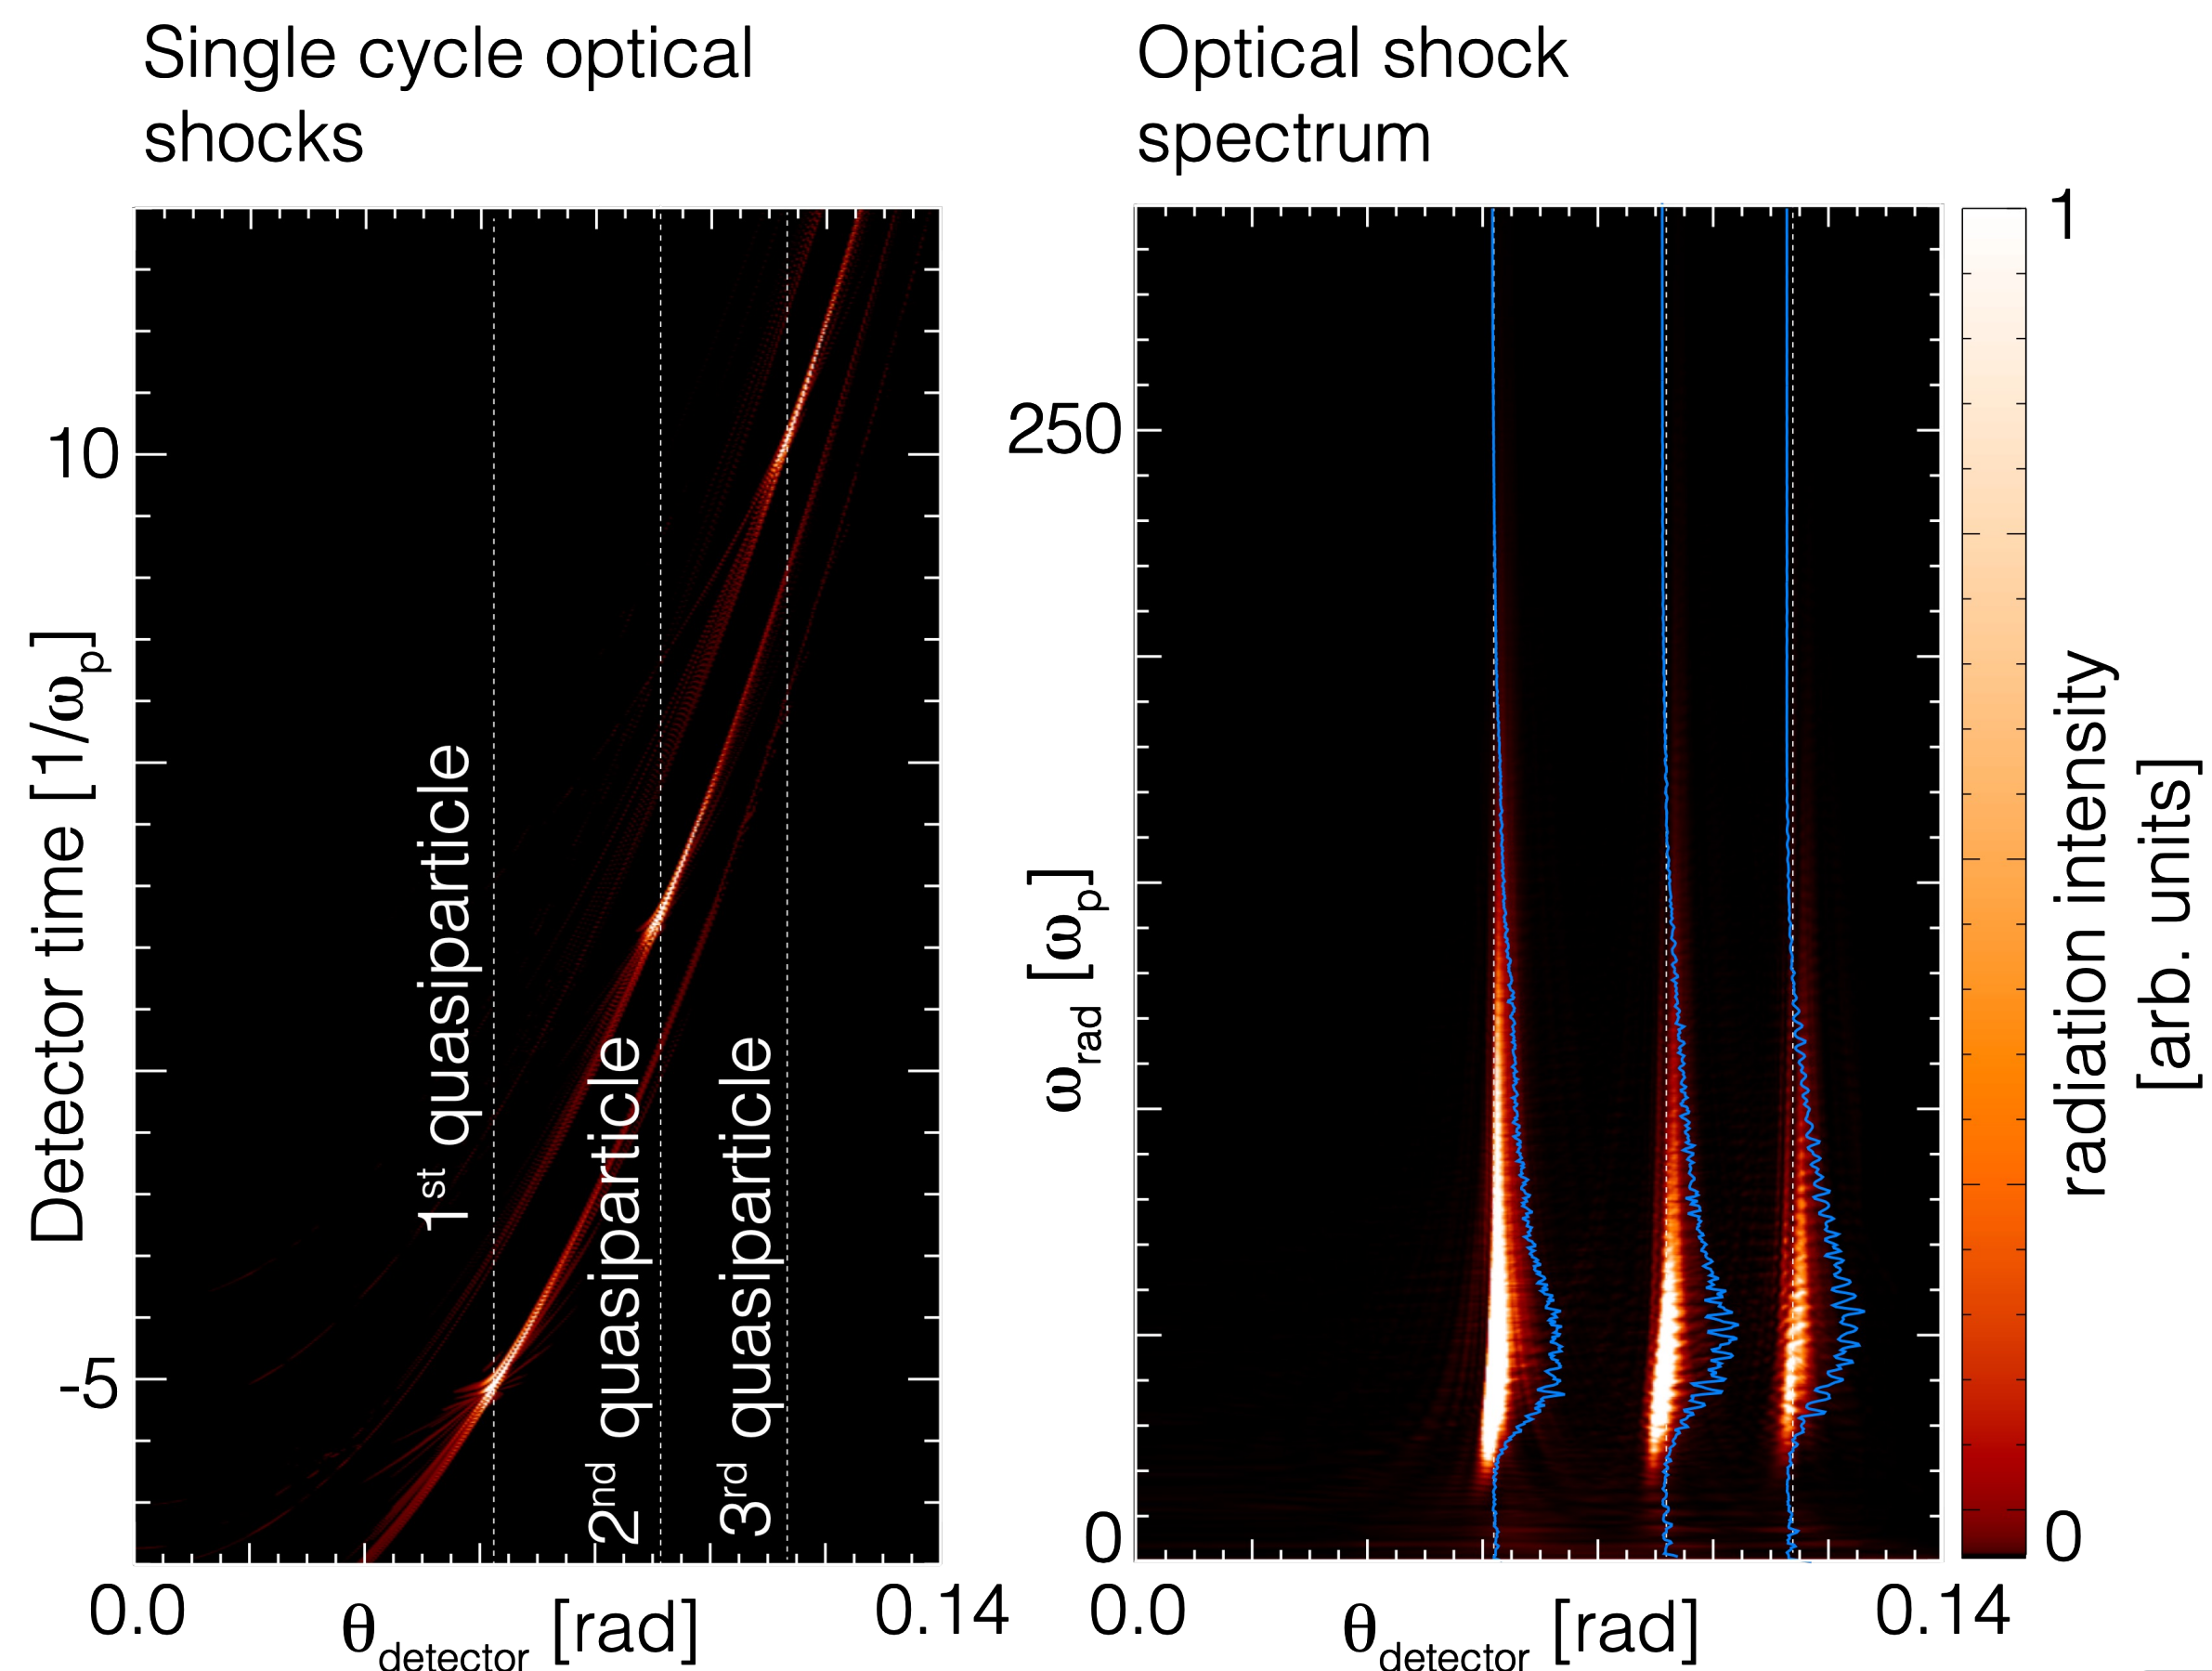 Single cycle optical
shocks
Detector time [1/ωp]
10
-5
1st quasiparticle
2nd quasiparticle
3rd quasiparticle
0.0
0.14
θdetector [rad]
Optical shock
spectrum
ωrad [ωp]
250
0
0.0
0.14
θdetector [rad]
1
0
radiation intensity
[arb. units]